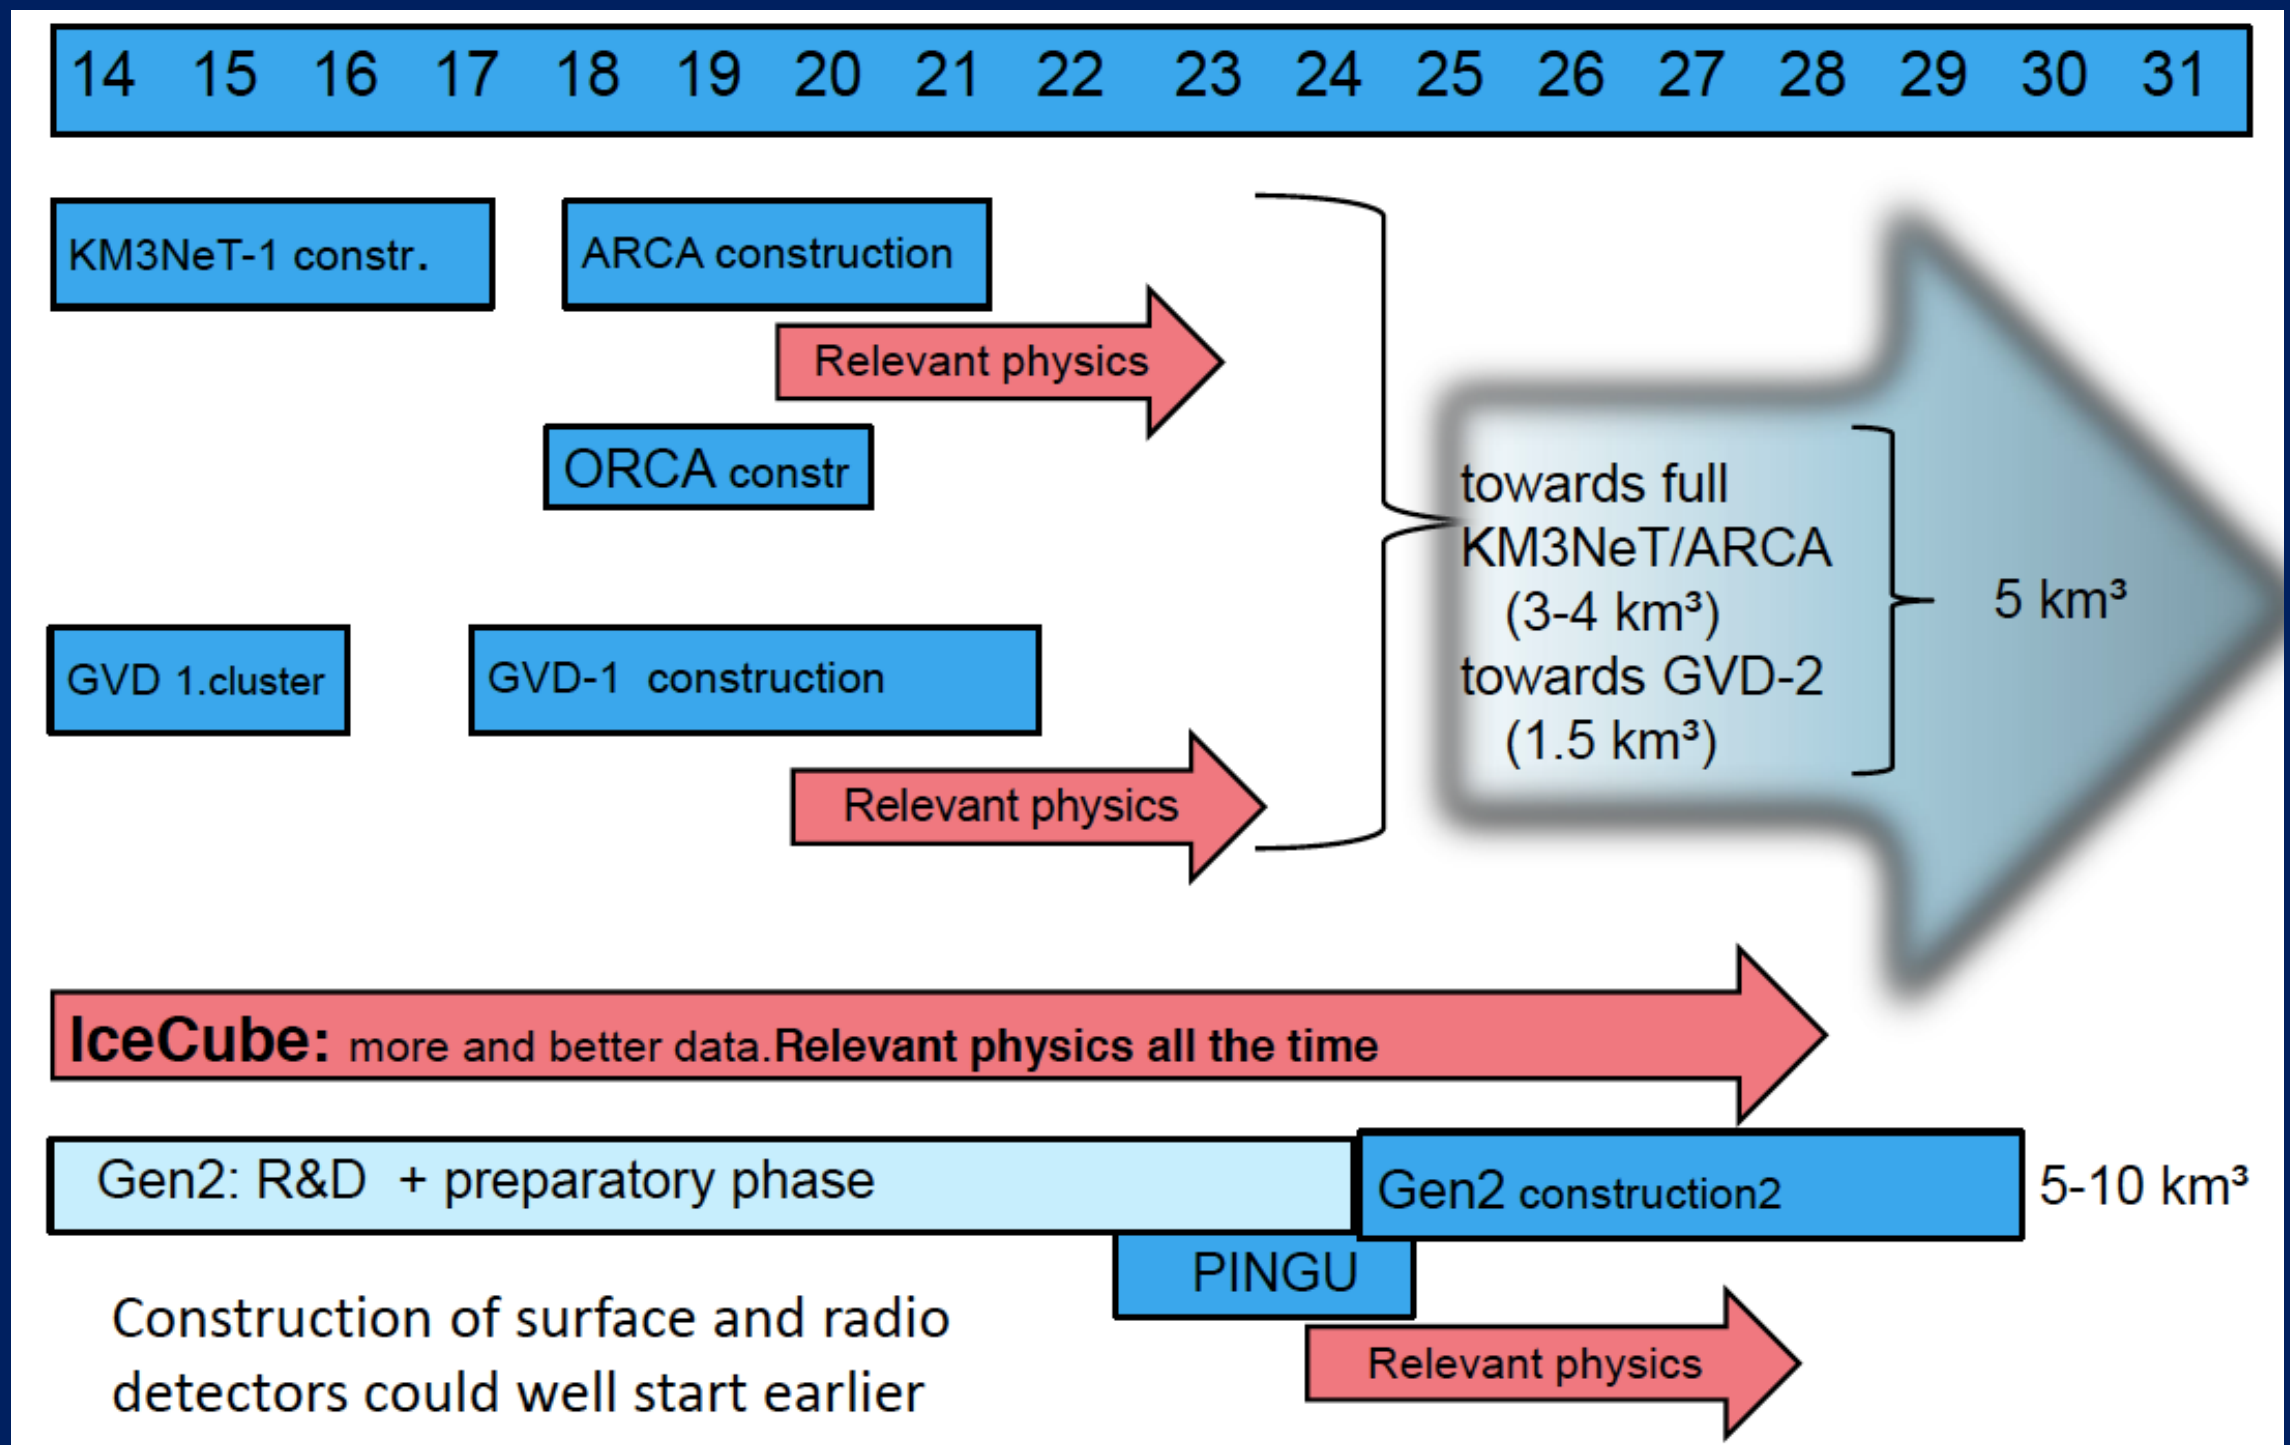 14 15 16 17 18 19 20 21 22 23 24 25 26 27 28 29 30 31
KM3NeT-1 constr.
ARCA construction
Relevant physics
ORCA constr
towards full
KM3NeT/ARCA
(3-4 km³)
towards GVD-2
(1.5 km³)
5 km³
GVD 1.cluster
GVD-1 construction
Relevant physics
IceCube: more and better data.Relevant physics all the time
Gen2: R&D + preparatory phase
Gen2 construction2
5-10 km³
PINGU
Construction of surface and radio
detectors could well start earlier
Relevant physics